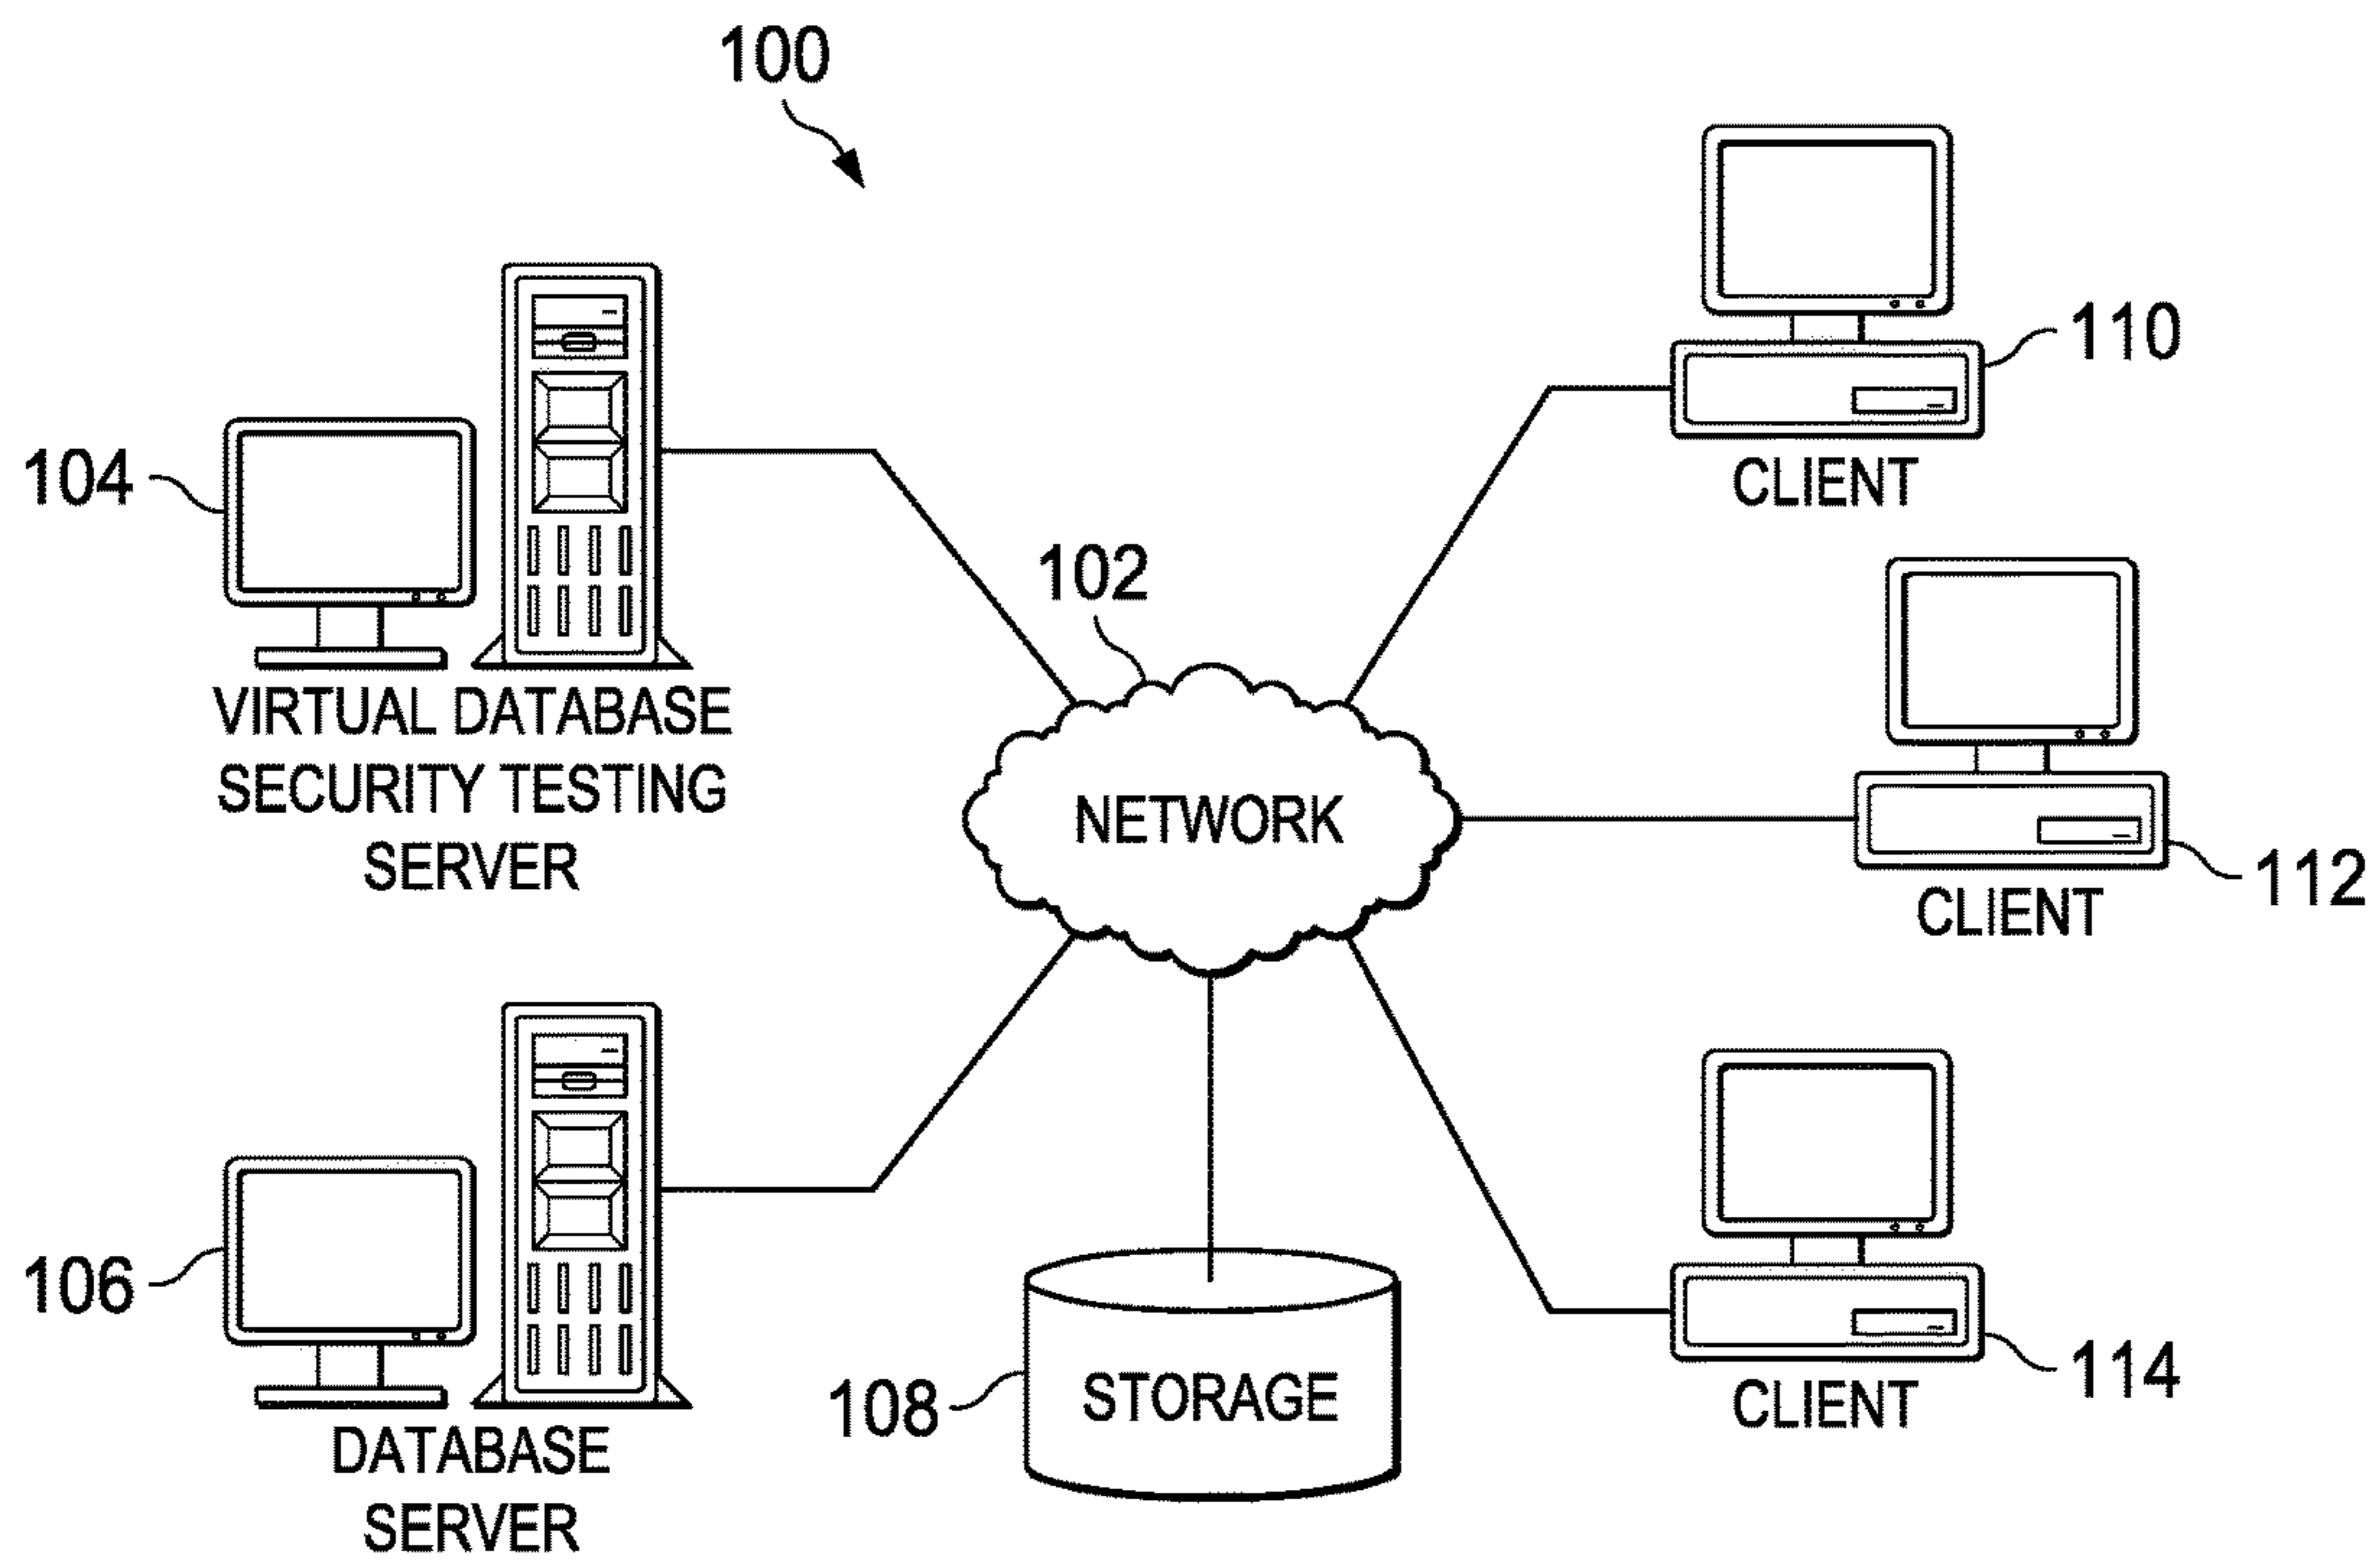 100
110
CLIENT
104
102
VIRTUAL DATABASE
SECURITY TESTING
SERVER
NETWORK
112
CLIENT
106
108
STORAGE
114
CLIENT
DATABASE
SERVER